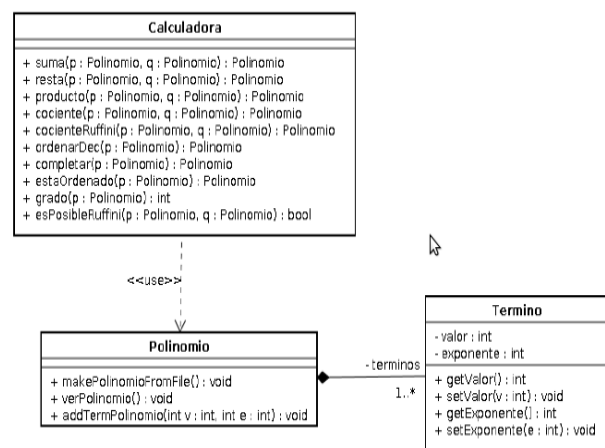 Calculadora
+ suma(p : Polinomio, q : Polinomio) : Polinomio
+ resta(p : Polinomio, q : Polinomio) : Polinomio
+ producto(p : Polinomio, q : Polinomio) : Polinomio
+ cociente(p : Polinomio, q : Polinomio) : Polinomio
+ cocienteRuffini(p : Polinomio, q : Polinomio) : Polinomio
+ ordenarDec(p : Polinomio) : Polinomio
+ completar(p : Polinomio) : Polinomio
+ estaOrdenado(p : Polinomio) : Polinomio
+ grado(p : Polinomio) : int
+ esPosibleRuffini(p : Polinomio, q : Polinomio) : bool
<<use>>
Polinomio
+ makePolinomioFromFile() : void
+ verPolinomio() : void
+ addTermPolinomio(int v : int, int e : int) : void
- terminos
1..*
Termino
- valor : int
- exponente : int
+ getValor() : int
+ setValor(v : int) : void
+ getExponente() : int
+ setExponente(e : int) : void